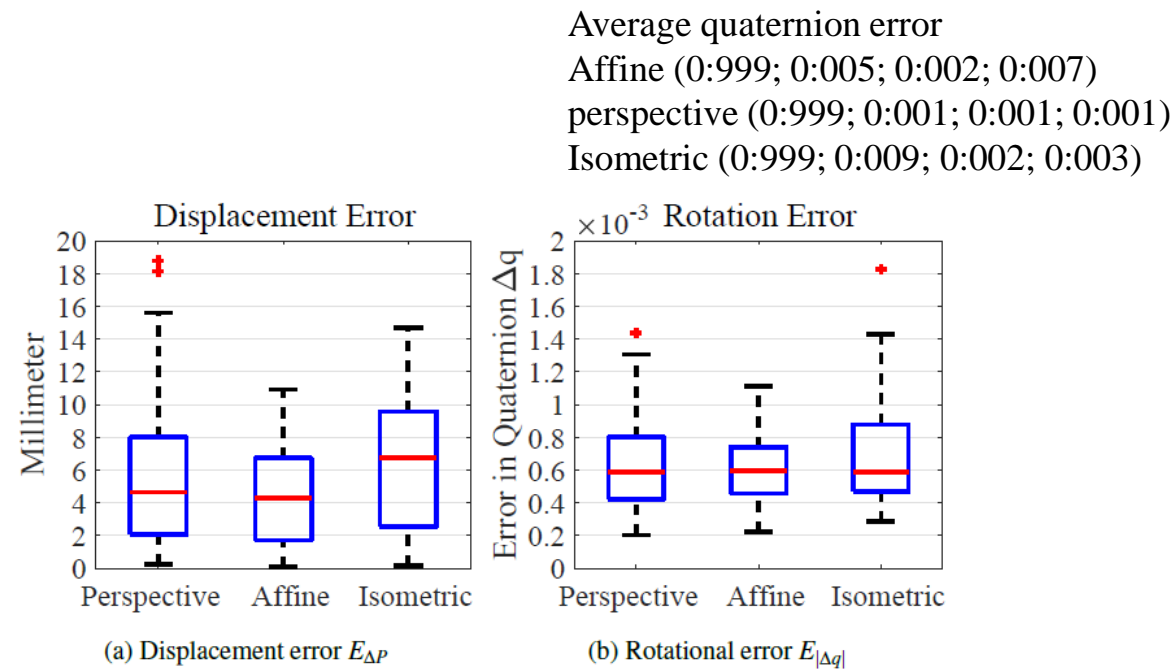 Average quaternion error
Affine (0:999; 0:005; 0:002; 0:007)
perspective (0:999; 0:001; 0:001; 0:001)
Isometric (0:999; 0:009; 0:002; 0:003)
Displacement Error
20
18
16
14
12
10
8
6
4
2
0
Millimeter
Perspective Affine Isometric
(a) Displacement error E_{ΔP}
×10^{-3} Rotation Error
2
1.8
1.6
1.4
1.2
1
0.8
0.6
0.4
0.2
0
Error in Quaternion Δq
Perspective Affine Isometric
(b) Rotational error E_{|Δq|}